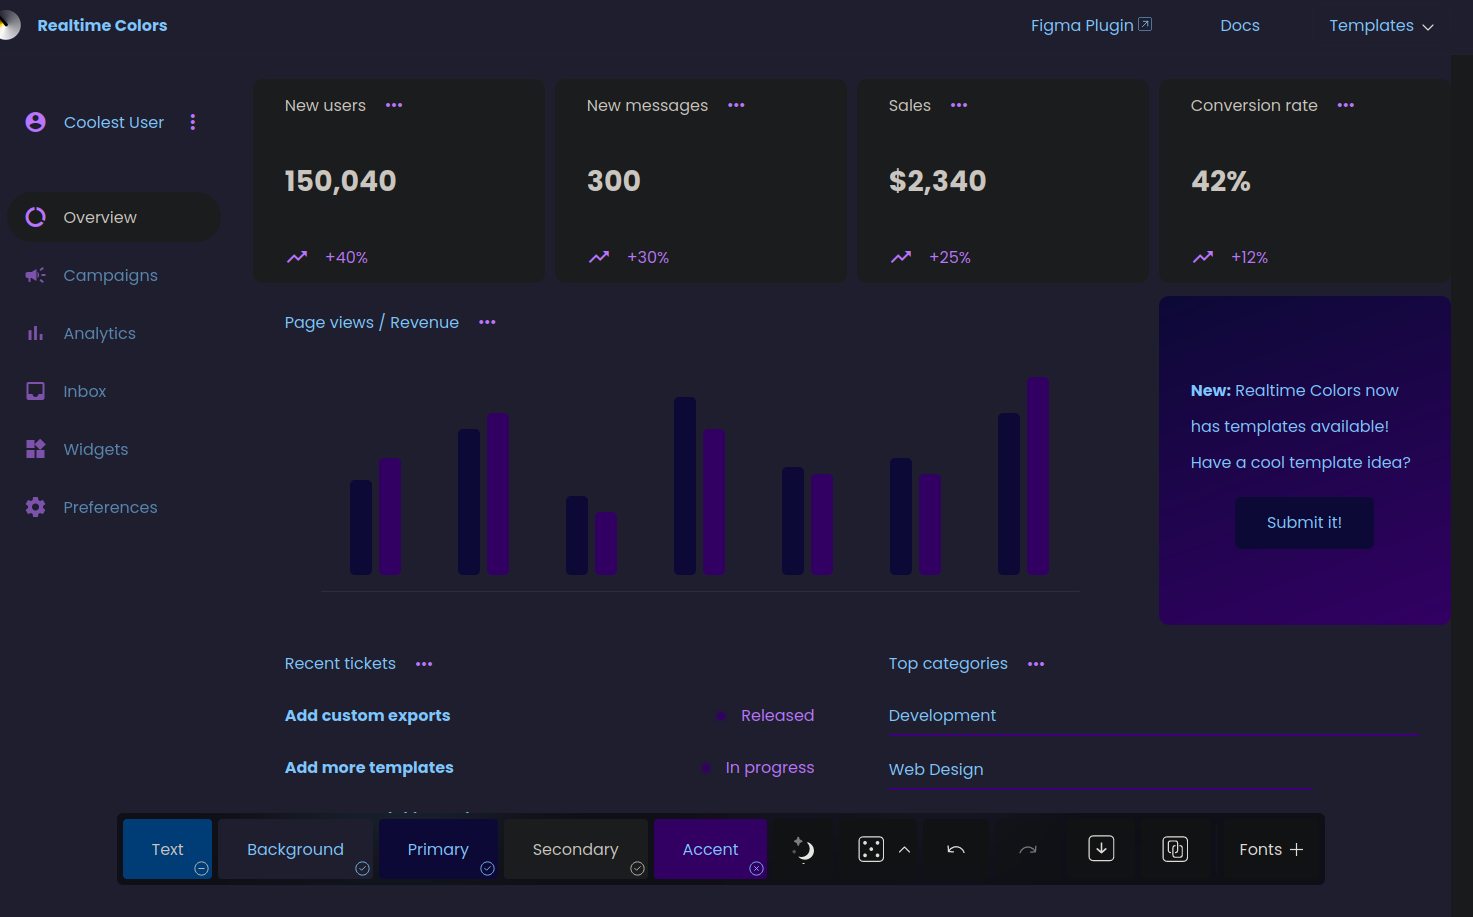 Realtime Colors
Figma Plugin
Docs
Templates
Coolest User
Overview
Campaigns
Analytics
Inbox
Widgets
Preferences
New users
150,040
+40%
New messages
300
+30%
Sales
$2,340
+25%
Conversion rate
42%
+12%
Page views / Revenue
New: Realtime Colors now
has templates available!
Have a cool template idea?
Submit it!
Recent tickets
Add custom exports
Released
Add more templates
In progress
Top categories
Development
Web Design
Text
Background
Primary
Secondary
Accent
Fonts